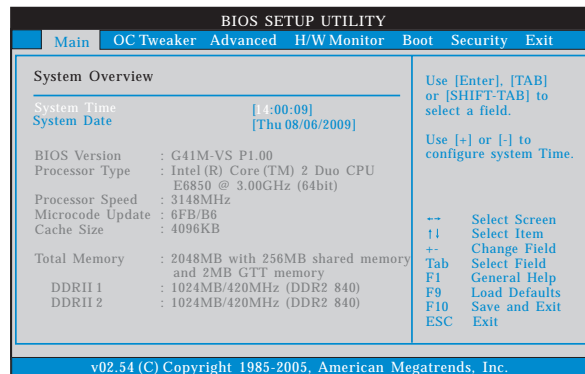 BIOS SETUP UTILITY
Main OC Tweaker Advanced H/W Monitor Boot Security Exit
System Overview
System Time [14:00:09]
System Date [Thu 08/06/2009]
BIOS Version : G41M-VS P1.00
Processor Type : Intel (R) Core (TM) 2 Duo CPU
E6850 @ 3.00GHz (64bit)
Processor Speed : 3148MHz
Microcode Update : 6FB/B6
Cache Size : 4096KB
Total Memory : 2048MB with 256MB shared memory
and 2MB GTT memory
DDRII 1 : 1024MB/420MHz (DDR2 840)
DDRII 2 : 1024MB/420MHz (DDR2 840)
Use [Enter], [TAB]
or [SHIFT-TAB] to
select a field.
Use [+] or [-] to
configure system Time.
←→ Select Screen
↑↓ Select Item
+- Change Field
Tab Select Field
F1 General Help
F9 Load Defaults
F10 Save and Exit
ESC Exit
v02.54 (C) Copyright 1985-2005, American Megatrends, Inc.